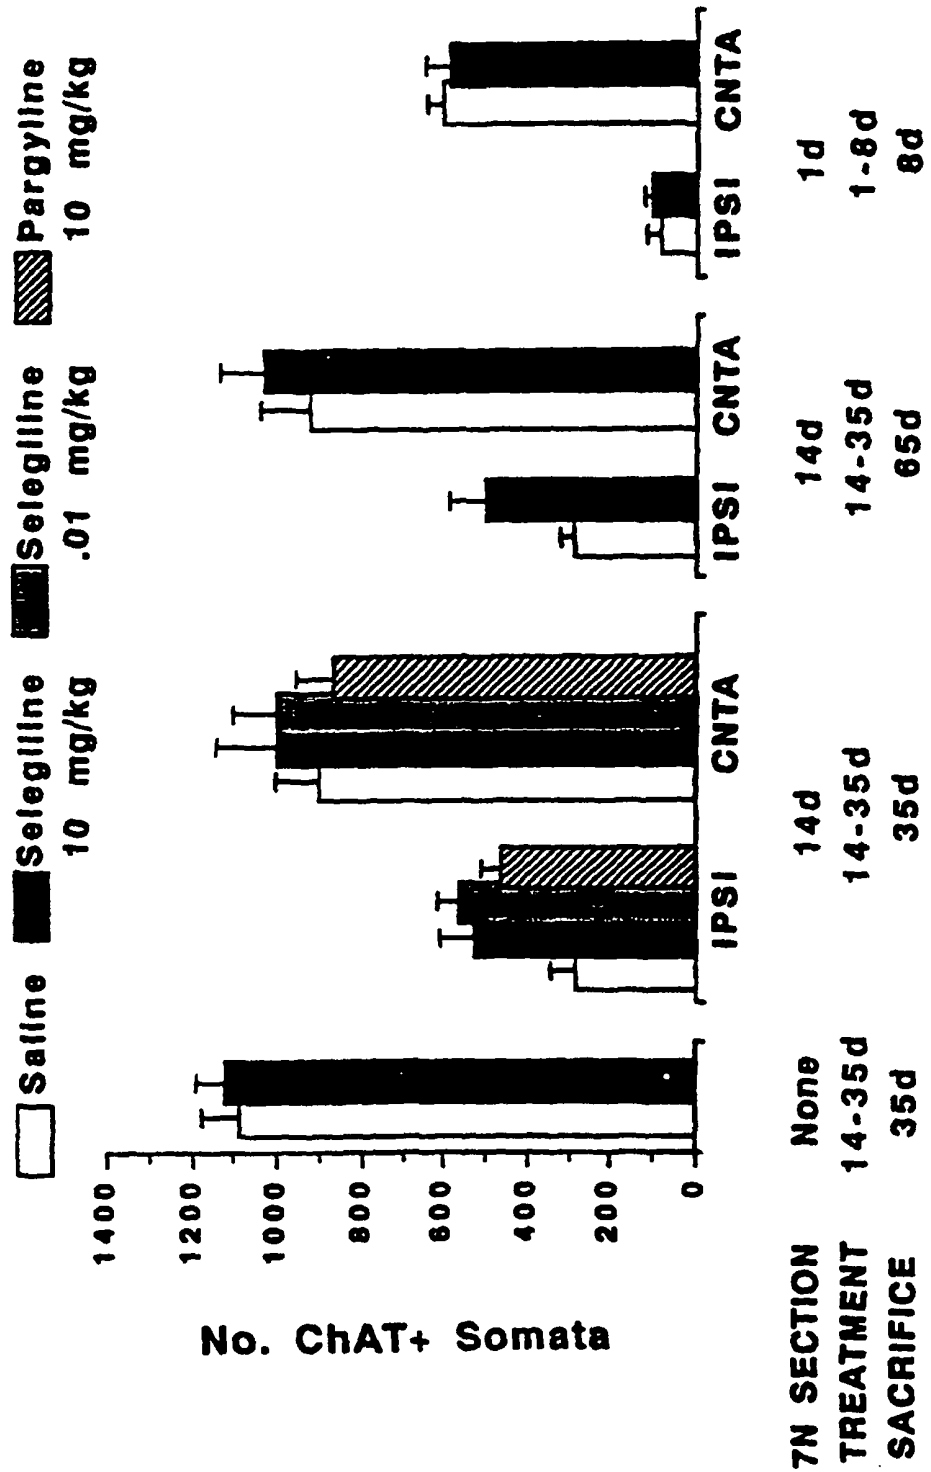 Saline
Selegiline
10 mg/kg
Selegiline
.01 mg/kg
Pargyline
10 mg/kg
No. ChAT+ Somata
1400
1200
1000
800
600
400
200
0
IPSI CNTA
IPSI CNTA
IPSI CNTA
7N SECTION None 14d 14d 1d
TREATMENT 14-35d 14-35d 14-35d 1-8d
SACRIFICE 35d 35d 65d 8d